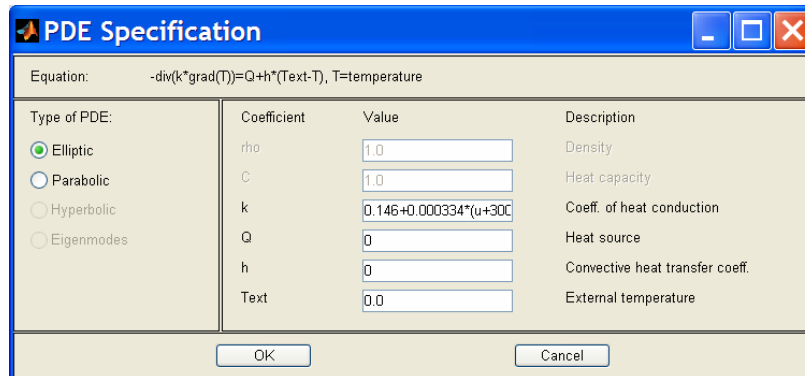 PDE Specification
Equation: -div(k*grad(T))=Q+h*(Text-T), T=temperature
Type of PDE: Coefficient Value Description
Elliptic rho 1.0 Density
Parabolic C 1.0 Heat capacity
Hyperbolic k 0.146+0.000334*(u+300 Coeff. of heat conduction
Eigenmodes Q 0 Heat source
h 0 Convective heat transfer coeff.
Text 0.0 External temperature
OK Cancel